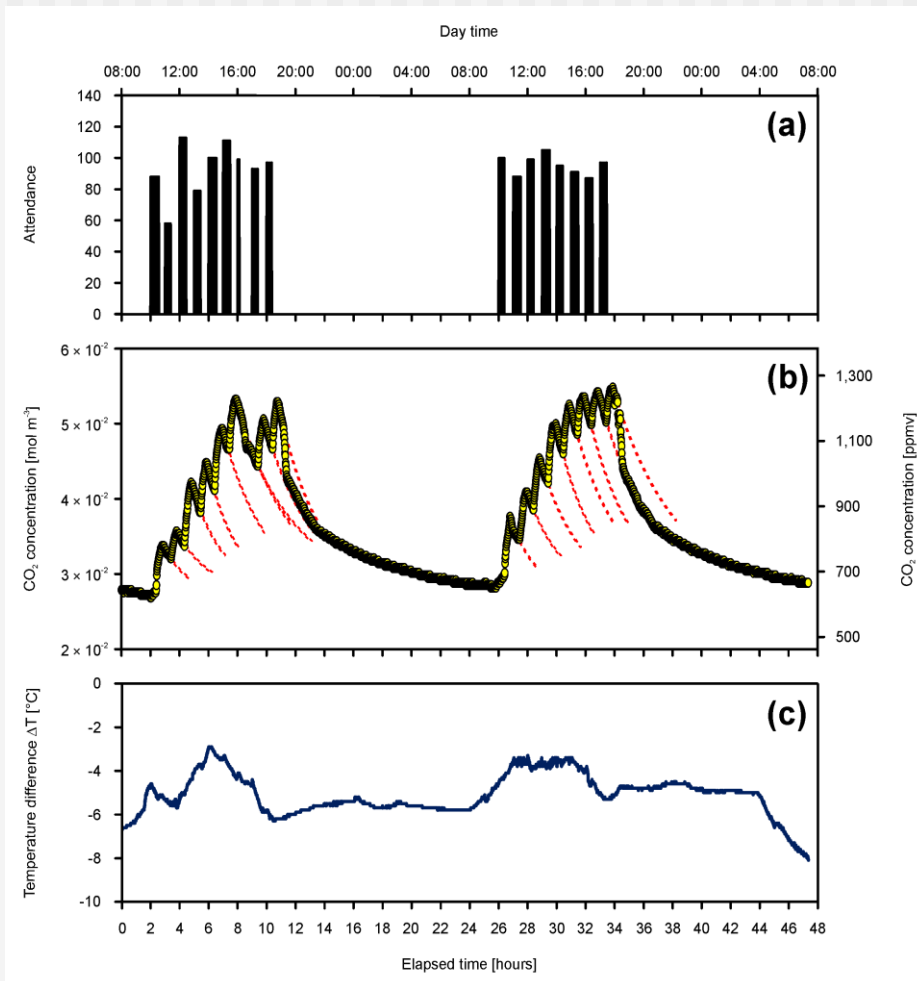 Day time
08:00 12:00 16:00 20:00 00:00 04:00 08:00 12:00 16:00 20:00 00:00 04:00 08:00
140
120
100
80
60
40
20
0
Attendance
(a)
6 × 10⁻²
5 × 10⁻²
4 × 10⁻²
3 × 10⁻²
2 × 10⁻²
CO₂ concentration [mol m⁻³]
(b)
1,300
1,100
900
700
500
CO₂ concentration [ppmv]
0
-2
-4
-6
-8
-10
Temperature difference ΔT [°C]
(c)
0 2 4 6 8 10 12 14 16 18 20 22 24 26 28 30 32 34 36 38 40 42 44 46 48
Elapsed time [hours]